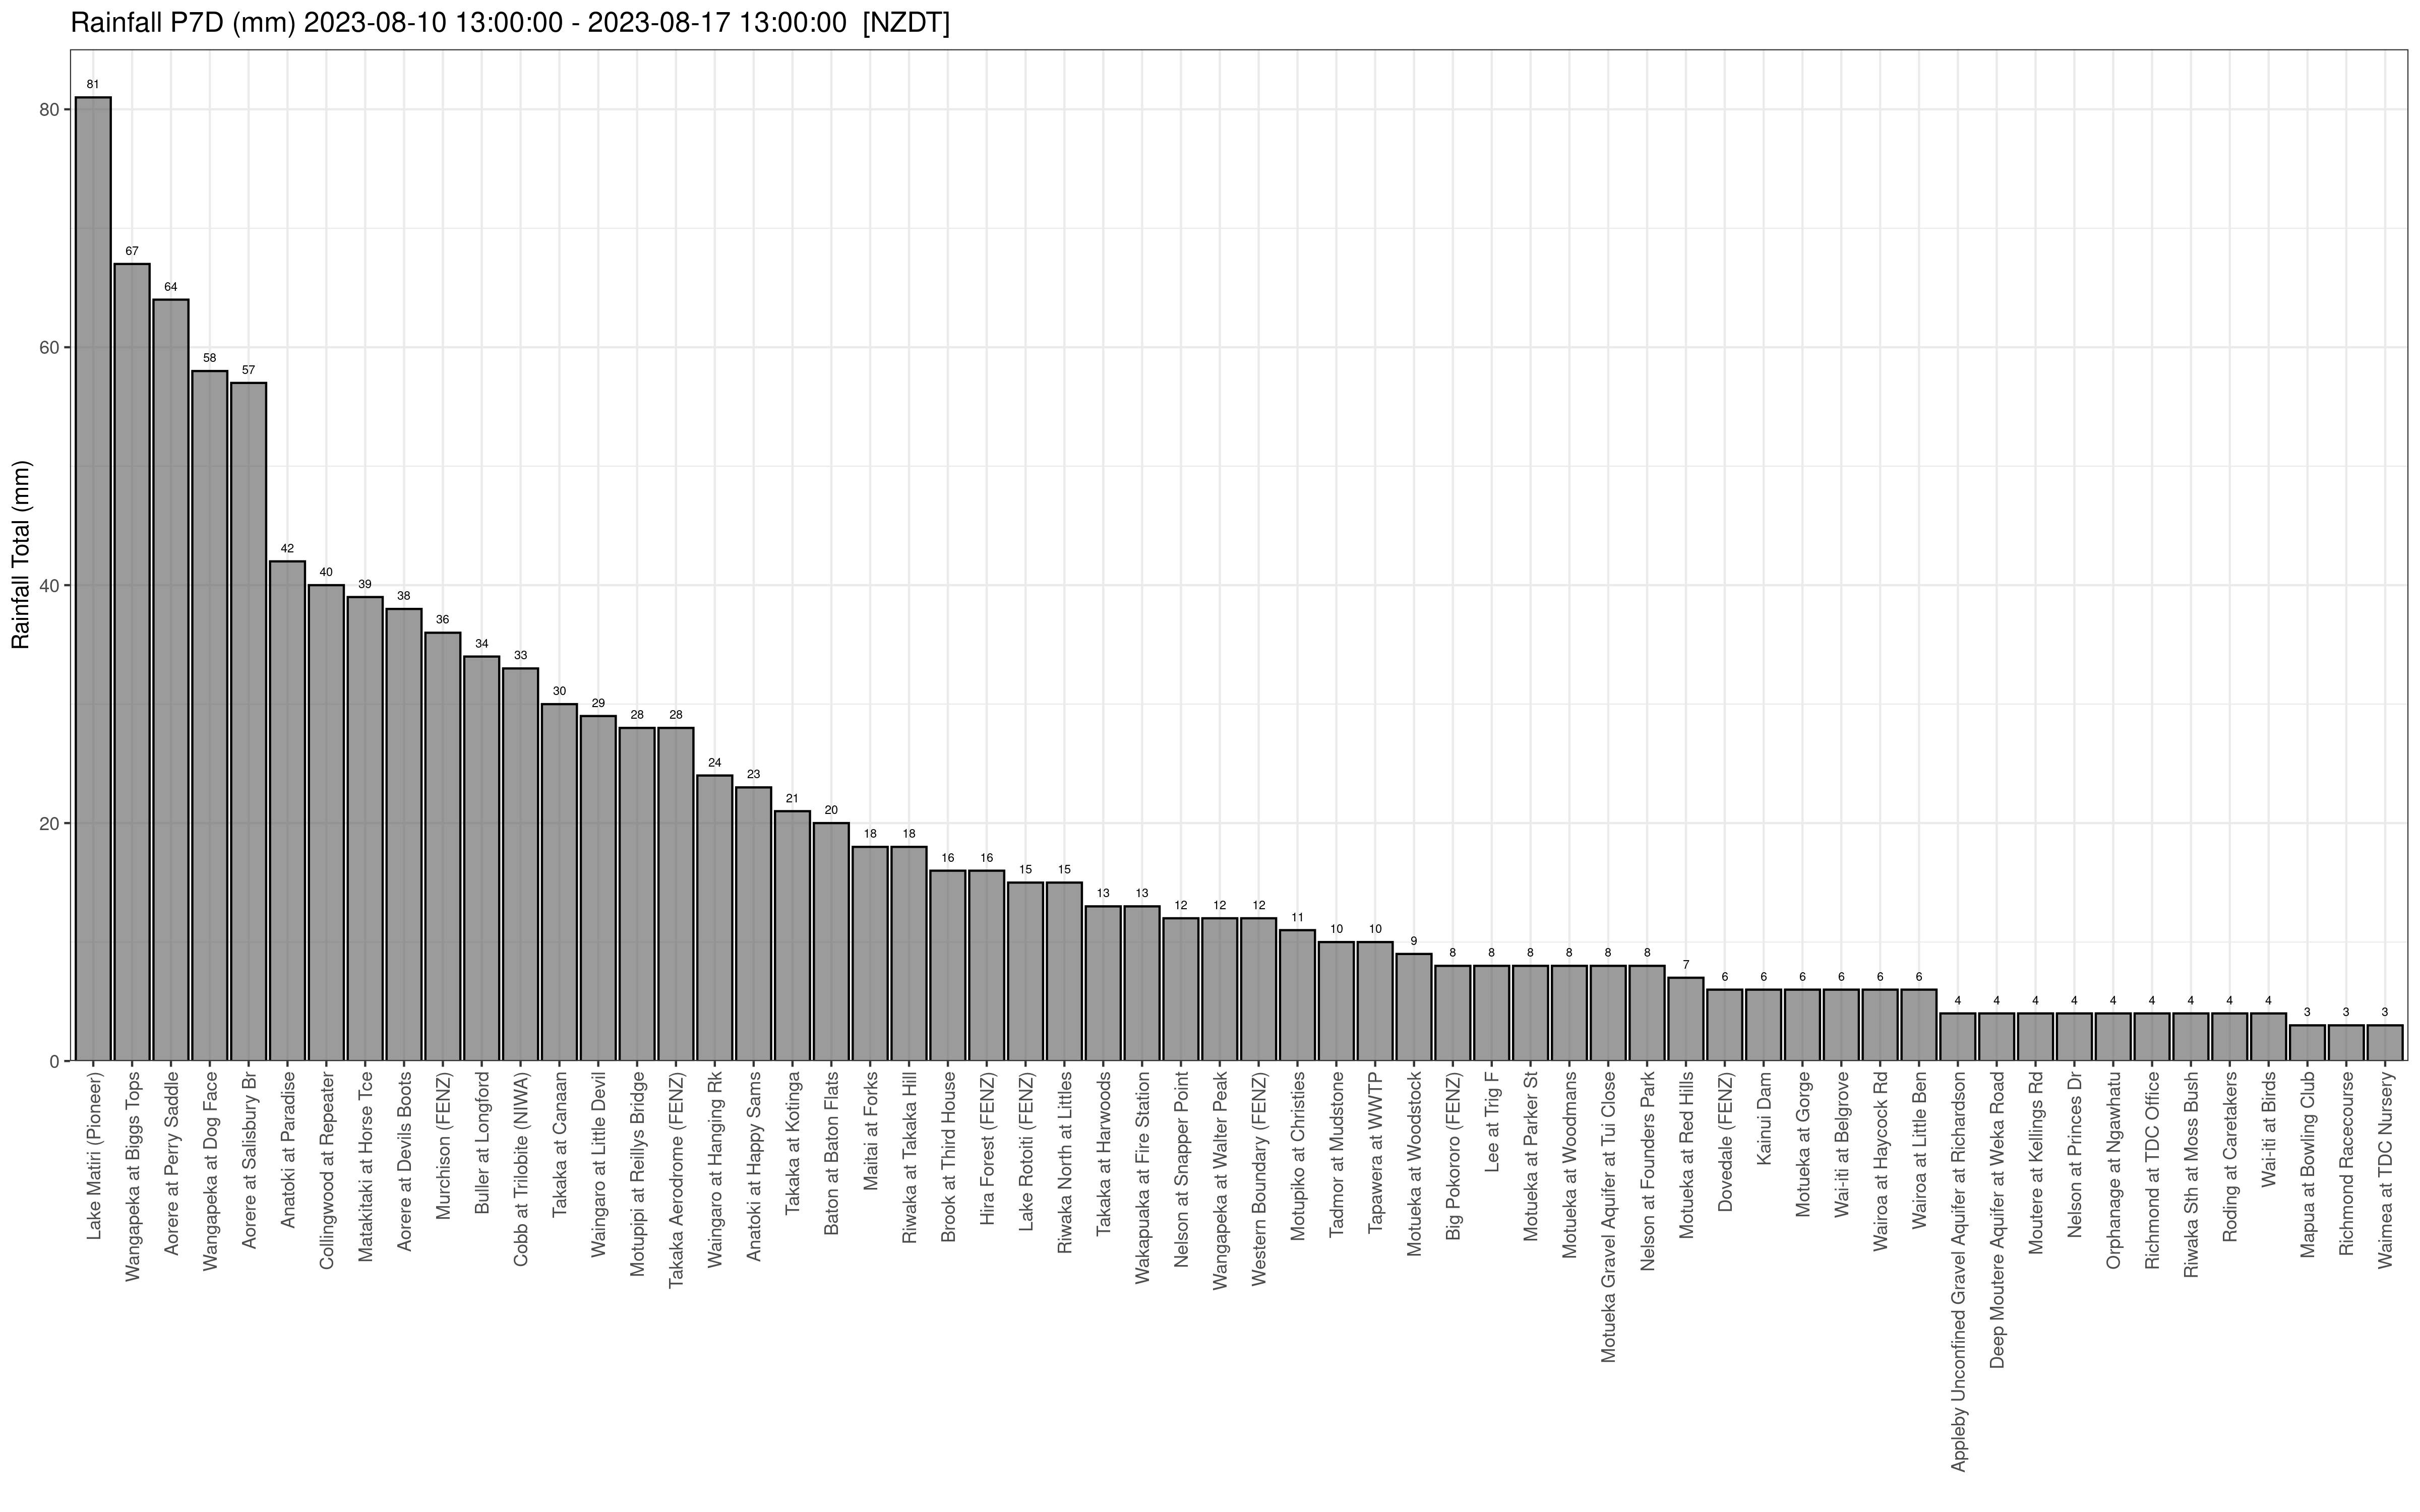 Rainfall P7D (mm) 2023-08-10 13:00:00 - 2023-08-17 13:00:00 [NZDT]
Rainfall Total (mm)
80
60
40
20
0
81
67
64
58
57
42
40
39
38
36
34
33
30
29
28
28
24
23
21
20
18
18
16
16
15
15
13
13
12
12
12
11
10
10
9
8
8
8
8
8
8
7
6
6
6
6
6
6
4
4
4
4
4
4
4
4
4
3
3
3
Lake Matiri (Pioneer)
Wangapeka at Biggs Tops
Aorere at Perry Saddle
Wangapeka at Dog Face
Aorere at Salisbury Br
Anatoki at Paradise
Collingwood at Repeater
Matakitaki at Horse Tce
Aorere at Devils Boots
Murchison (FENZ)
Buller at Longford
Cobb at Trilobite (NIWA)
Takaka at Canaan
Waingaro at Little Devil
Motupipi at Reillys Bridge
Takaka Aerodrome (FENZ)
Waingaro at Hanging Rk
Anatoki at Happy Sams
Takaka at Kotinga
Baton at Baton Flats
Maitai at Forks
Riwaka at Takaka Hill
Brook at Third House
Hira Forest (FENZ)
Lake Rotoiti (FENZ)
Riwaka North at Littles
Takaka at Harwoods
Wakapuaka at Fire Station
Nelson at Snapper Point
Wangapeka at Walter Peak
Western Boundary (FENZ)
Motupiko at Christies
Tadmor at Mudstone
Tapawera at WWTP
Motueka at Woodstock
Big Pokororo (FENZ)
Lee at Trig F
Motueka at Parker St
Motueka at Woodmans
Motueka Gravel Aquifer at Tui Close
Nelson at Founders Park
Motueka at Red Hills
Dovedale (FENZ)
Kainui Dam
Motueka at Gorge
Wai-iti at Belgrove
Wairoa at Haycock Rd
Wairoa at Little Ben
Appleby Unconfined Gravel Aquifer at Richardson
Deep Moutere Aquifer at Weka Road
Moutere at Kellings Rd
Nelson at Princes Dr
Orphanage at Ngawhatu
Richmond at TDC Office
Riwaka Sth at Moss Bush
Roding at Caretakers
Wai-iti at Birds
Mapua at Bowling Club
Richmond Racecourse
Waimea at TDC Nursery